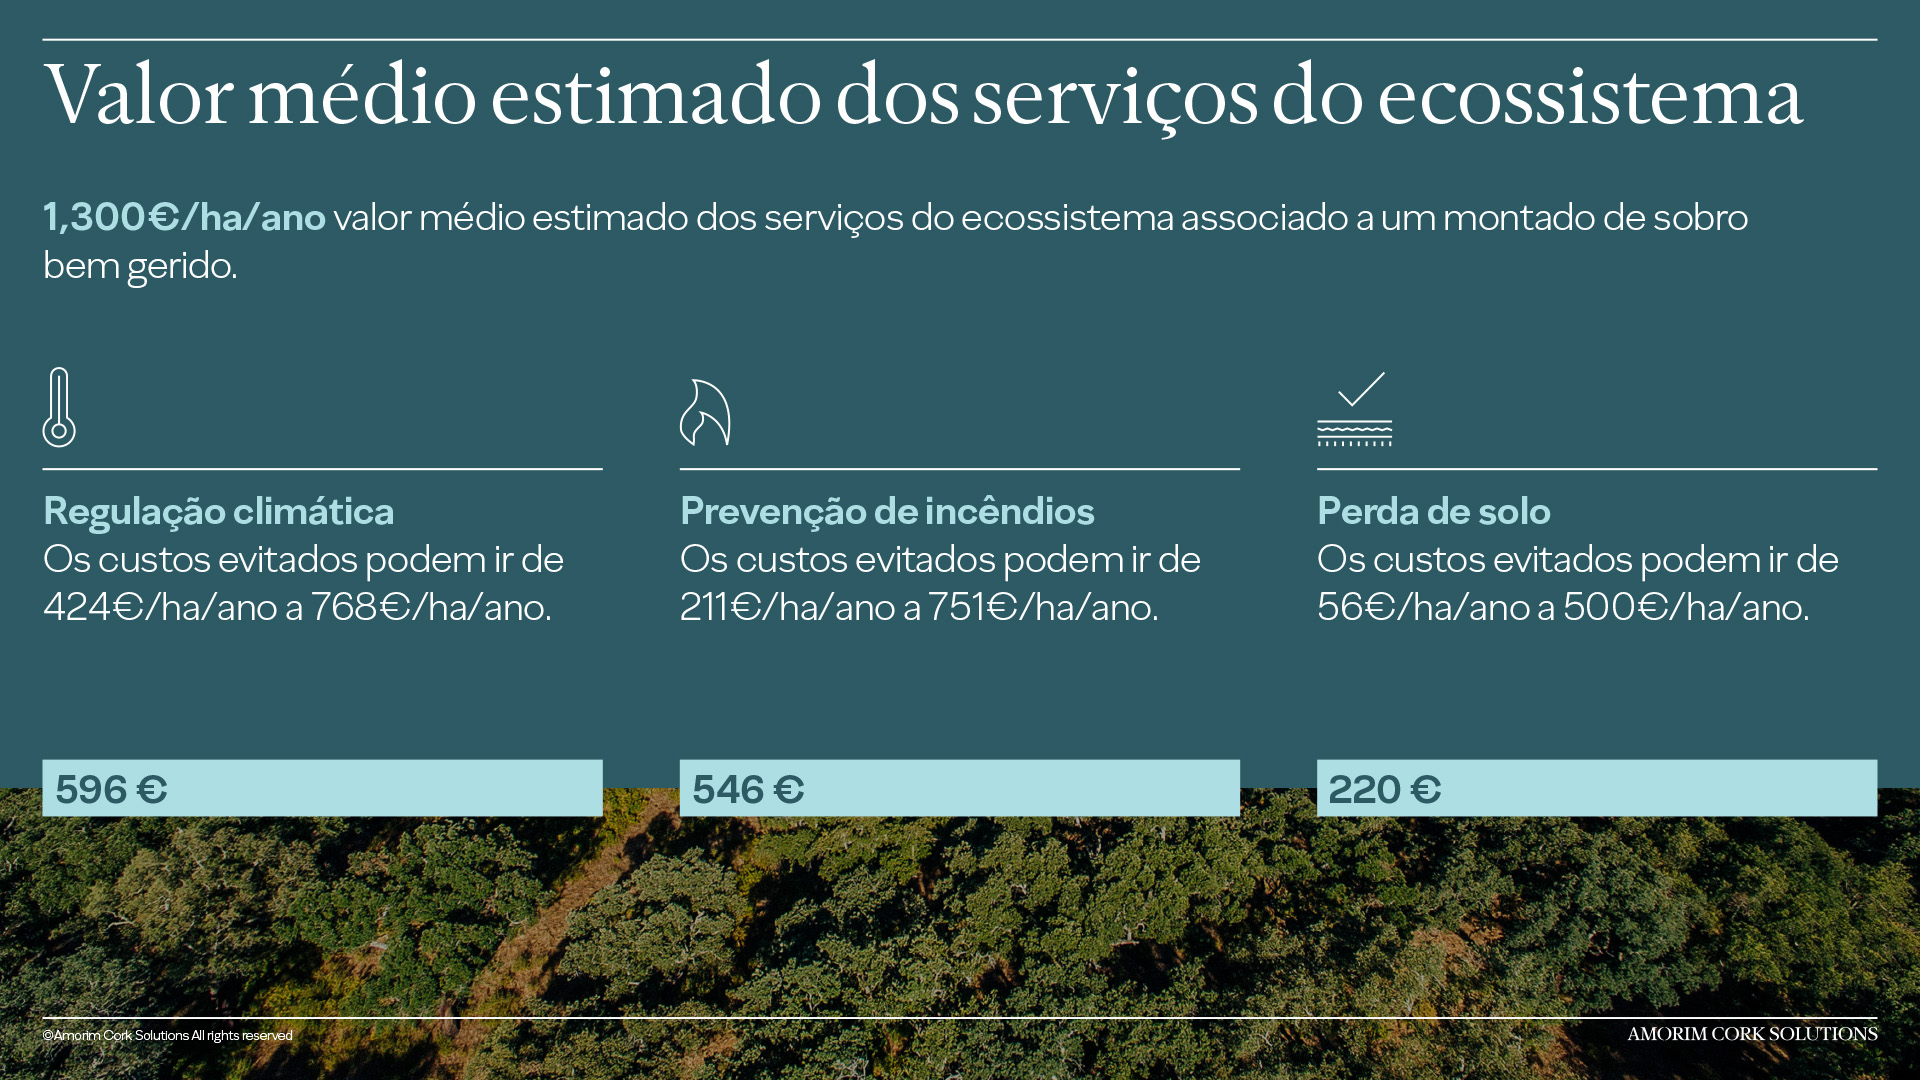 Valor médio estimado dos serviços do ecossistema
1,300€/ha/ano valor médio estimado dos serviços do ecossistema associado a um montado de sobro
bem gerido.
Regulação climática
Os custos evitados podem ir de
424€/ha/ano a 768€/ha/ano.
596 €
Prevenção de incêndios
Os custos evitados podem ir de
211€/ha/ano a 751€/ha/ano.
546 €
Perda de solo
Os custos evitados podem ir de
56€/ha/ano a 500€/ha/ano.
220 €
©Amorim Cork Solutions All rights reserved
AMORIM CORK SOLUTIONS